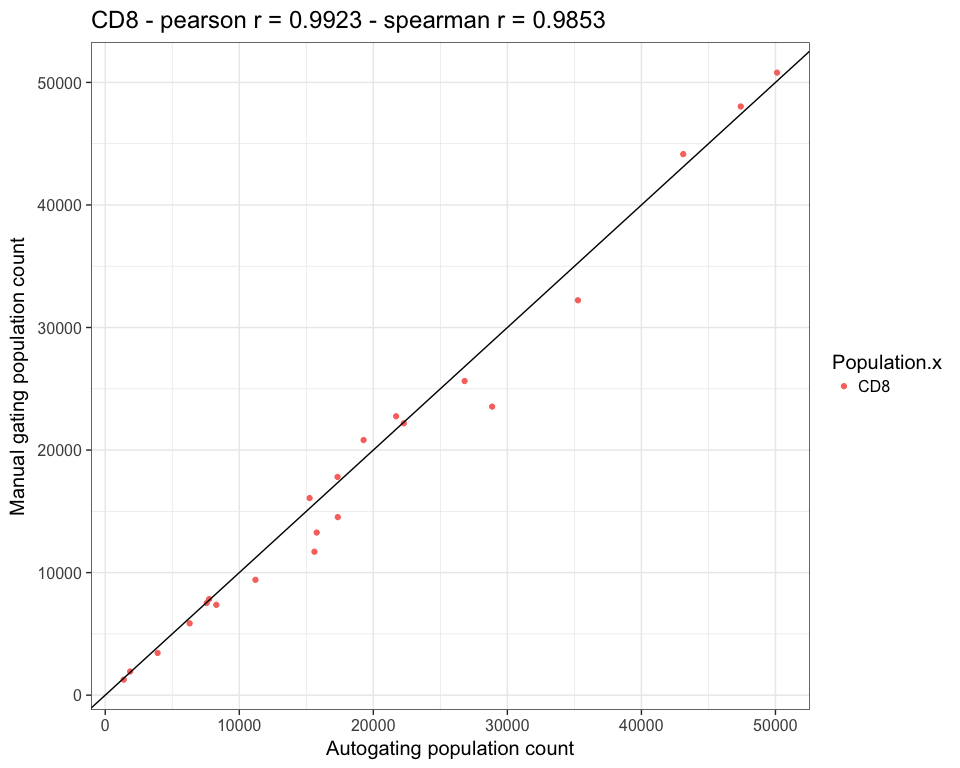 CD8 - pearson r = 0.9923 - spearman r = 0.9853
Manual gating population count
50000
40000
30000
20000
10000
0
0 10000 20000 30000 40000 50000
Autogating population count
Population.x
CD8